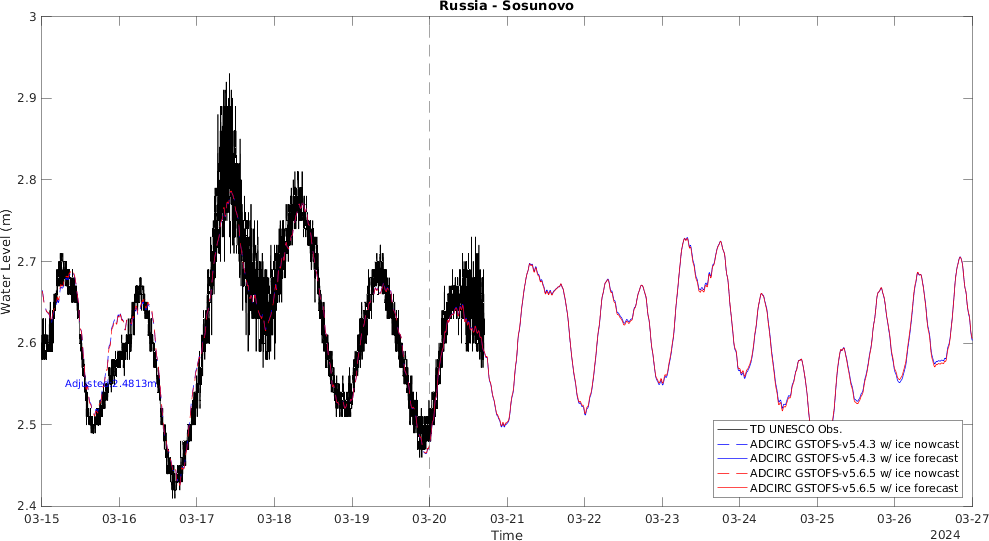 Russia - Sosunovo
3
2.9
2.8
2.7
2.6
2.5
2.4
Water Level (m)
Adjusted 2.4813m
TD UNESCO Obs.
ADCIRC GSTOFS-v5.4.3 w/ ice nowcast
ADCIRC GSTOFS-v5.4.3 w/ ice forecast
ADCIRC GSTOFS-v5.6.5 w/ ice nowcast
ADCIRC GSTOFS-v5.6.5 w/ ice forecast
03-15 03-16 03-17 03-18 03-19 03-20 03-21 03-22 03-23 03-24 03-25 03-26 03-27
Time
2024